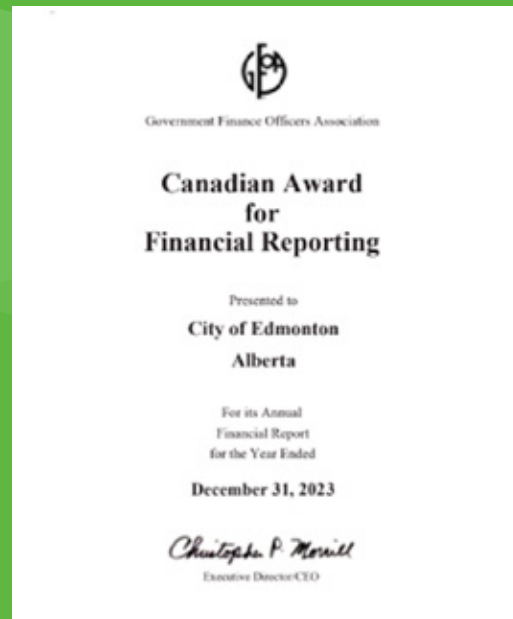 GFOA
Government Finance Officers Association
Canadian Award
for
Financial Reporting
Presented to
City of Edmonton
Alberta
For its Annual
Financial Report
for the Year Ended
December 31, 2023
Christopher P. Morrill
Executive Director/CEO